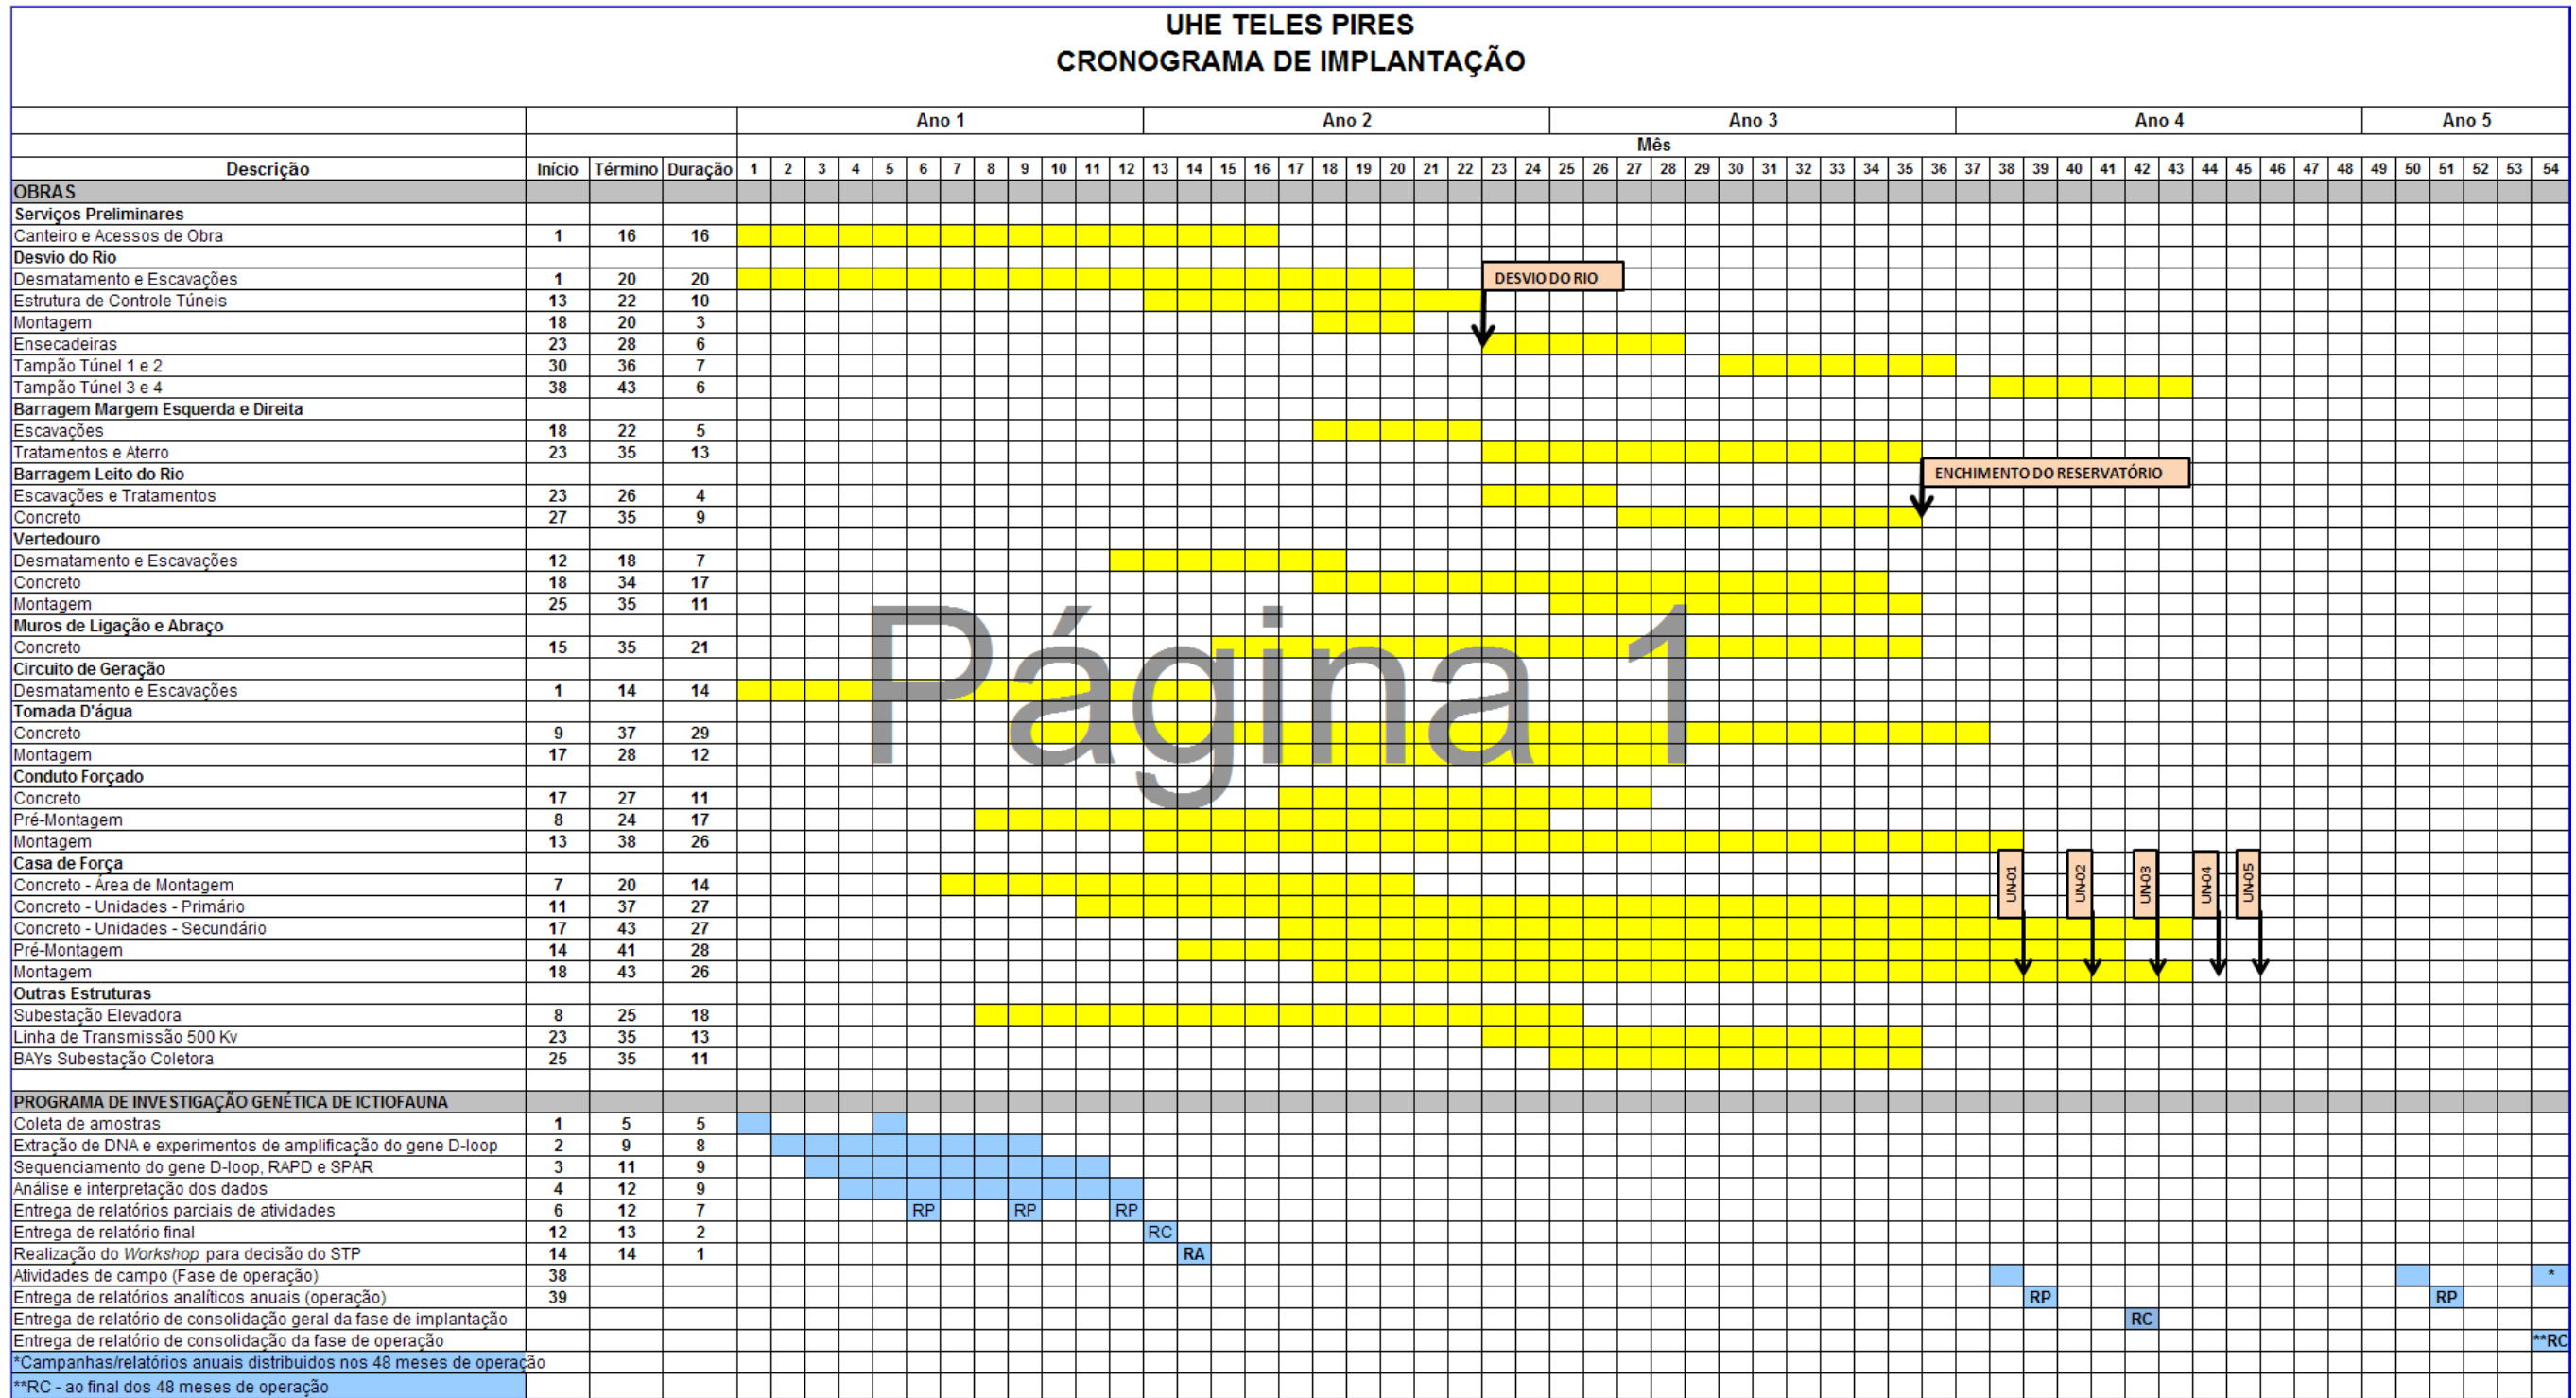 UHE TELES PIRES
CRONOGRAMA DE IMPLANTAÇÃO
Ano 1 Ano 2 Ano 3 Ano 4 Ano 5
Mês
Descrição Início Término Duração 1 2 3 4 5 6 7 8 9 10 11 12 13 14 15 16 17 18 19 20 21 22 23 24 25 26 27 28 29 30 31 32 33 34 35 36 37 38 39 40 41 42 43 44 45 46 47 48 49 50 51 52 53 54
OBRAS
Serviços Preliminares
Canteiro e Acessos de Obra 1 16 16
Desvio do Rio
Desmatamento e Escavações 1 20 20 DESVIO DO RIO
Estrutura de Controle Túneis 13 22 10
Montagem 18 20 3
Ensecadeiras 23 28 6
Tampão Túnel 1 e 2 30 36 7
Tampão Túnel 3 e 4 38 43 6
Barragem Margem Esquerda e Direita
Escavações 18 22 5
Tratamentos e Aterro 23 35 13
Barragem Leito do Rio ENCHIMENTO DO RESERVATÓRIO
Escavações e Tratamentos 23 26 4
Concreto 27 35 9
Vertedouro
Desmatamento e Escavações 12 18 7
Concreto 18 34 17
Montagem 25 35 11
Muros de Ligação e Abraço
Concreto 15 35 21
Circuito de Geração
Desmatamento e Escavações 1 14 14
Página 1
Tomada D'água
Concreto 9 37 29
Montagem 17 28 12
Conduto Forçado
Concreto 17 27 11
Pré-Montagem 8 24 17
Montagem 13 38 26
Casa de Força
Concreto - Área de Montagem 7 20 14 UN-01 UN-02 UN-03 UN-04 UN-05
Concreto - Unidades - Primário 11 37 27
Concreto - Unidades - Secundário 17 43 27
Pré-Montagem 14 41 28
Montagem 18 43 26
Outras Estruturas
Subestação Elevadora 8 25 18
Linha de Transmissão 500 Kv 23 35 13
BAYs Subestação Coletora 25 35 11
PROGRAMA DE INVESTIGAÇÃO GENÉTICA DE ICTIOFAUNA
Coleta de amostras 1 5 5
Extração de DNA e experimentos de amplificação do gene D-loop 2 9 8
Sequenciamento do gene D-loop, RAPD e SPAR 3 11 9
Análise e interpretação dos dados 4 12 9
Entrega de relatórios parciais de atividades 6 12 7 RP RP RP
Entrega de relatório final 12 13 2 RC
Realização do Workshop para decisão do STP 14 14 1 RA
Atividades de campo (Fase de operação) 38 *
Entrega de relatórios analíticos anuais (operação) 39 RP RP
Entrega de relatório de consolidação geral da fase de implantação RC
Entrega de relatório de consolidação da fase de operação **RC
*Campanhas/relatórios anuais distribuidos nos 48 meses de operação
**RC - ao final dos 48 meses de operação